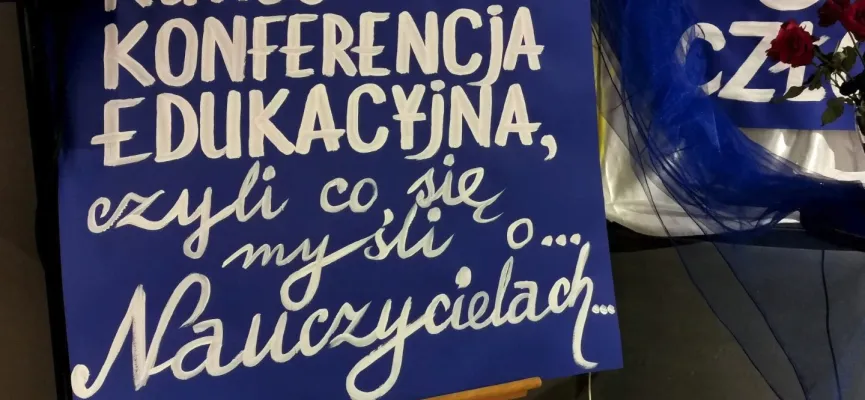 KONFERENCJA
EDUKACYJNA,
czyli co się
myśli o...
Nauczycielach...